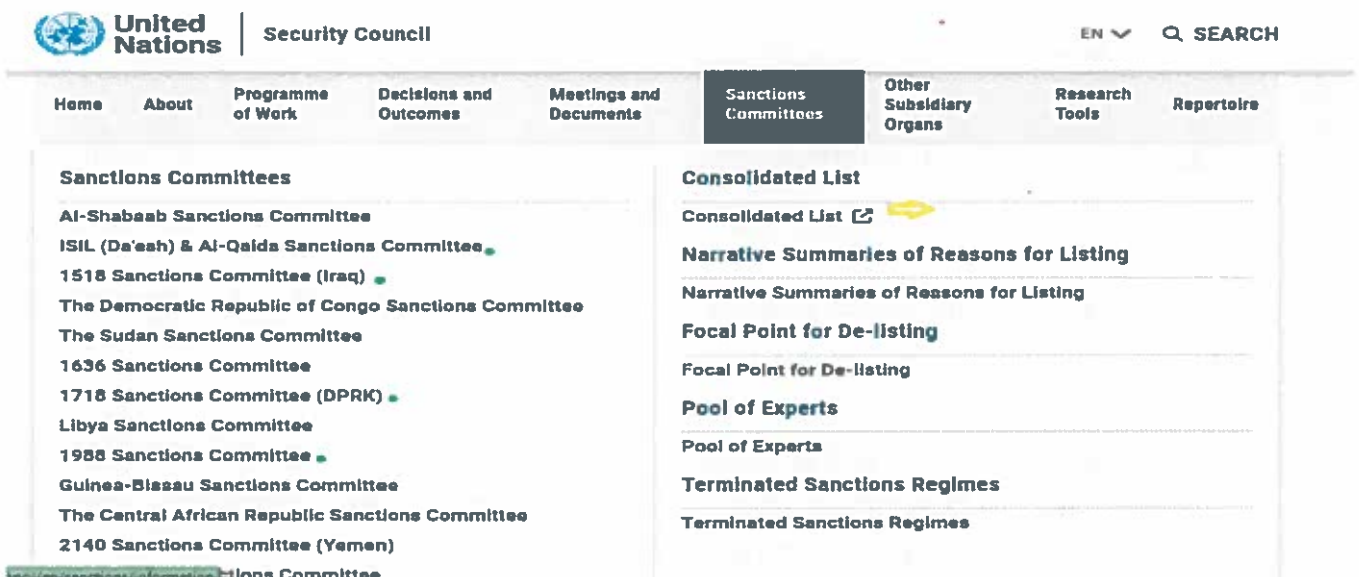 United
Nations
Security Council
EN
SEARCH
Home
About
Programme
of Work
Decisions and
Outcomes
Meetings and
Documents
Sanctions
Committees
Other
Subsidiary
Organs
Research
Tools
Repertoire
Sanctions Committees
Al-Shabaab Sanctions Committee
ISIL (Da'esh) & Al-Qaida Sanctions Committee
1518 Sanctions Committee (Iraq)
The Democratic Republic of Congo Sanctions Committee
The Sudan Sanctions Committee
1636 Sanctions Committee
1718 Sanctions Committee (DPRK)
Libya Sanctions Committee
1988 Sanctions Committee
Guinea-Bissau Sanctions Committee
The Central African Republic Sanctions Committee
2140 Sanctions Committee (Yemen)
Committee
Consolidated List
Consolidated List
Narrative Summaries of Reasons for Listing
Narrative Summaries of Reasons for Listing
Focal Point for De-listing
Focal Point for De-listing
Pool of Experts
Pool of Experts
Terminated Sanctions Regimes
Terminated Sanctions Regimes